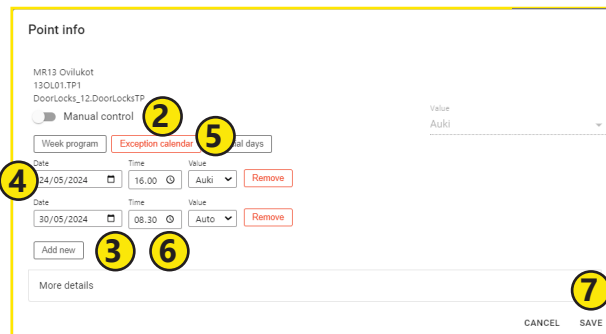 Point info
MR13 Ovilukot
13OL01.TP1
DoorLocks_12.DoorLocksTP
Manual control
2
Value
Auki
Week program
Exception calendar
5
al days
Date
Time
Value
4
24/05/2024
16.00
Auki
Remove
Date
Time
Value
30/05/2024
08.30
Auto
Remove
Add new
3
6
More details
7
CANCEL
SAVE